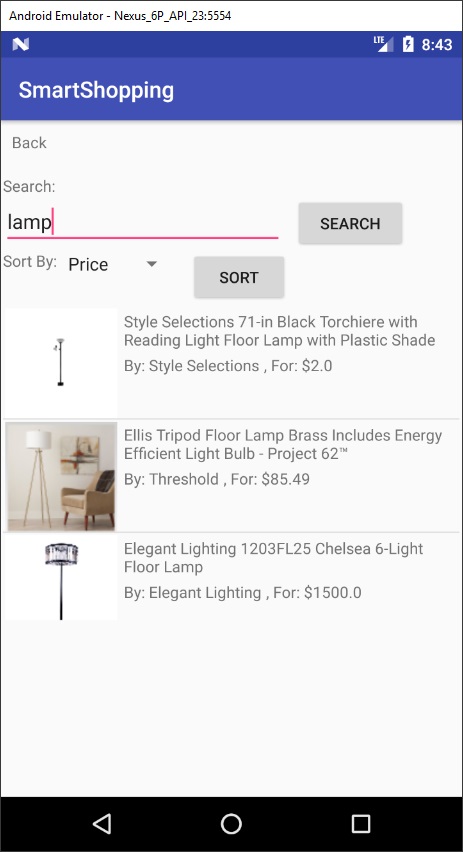 Android Emulator - Nexus_6P_API_23:5554
LTE 8:43
SmartShopping
Back
Search:
lamp SEARCH
Sort By: Price SORT
Style Selections 71-in Black Torchiere with
Reading Light Floor Lamp with Plastic Shade
By: Style Selections , For: $2.0
Ellis Tripod Floor Lamp Brass Includes Energy
Efficient Light Bulb - Project 62™
By: Threshold , For: $85.49
Elegant Lighting 1203FL25 Chelsea 6-Light
Floor Lamp
By: Elegant Lighting , For: $1500.0